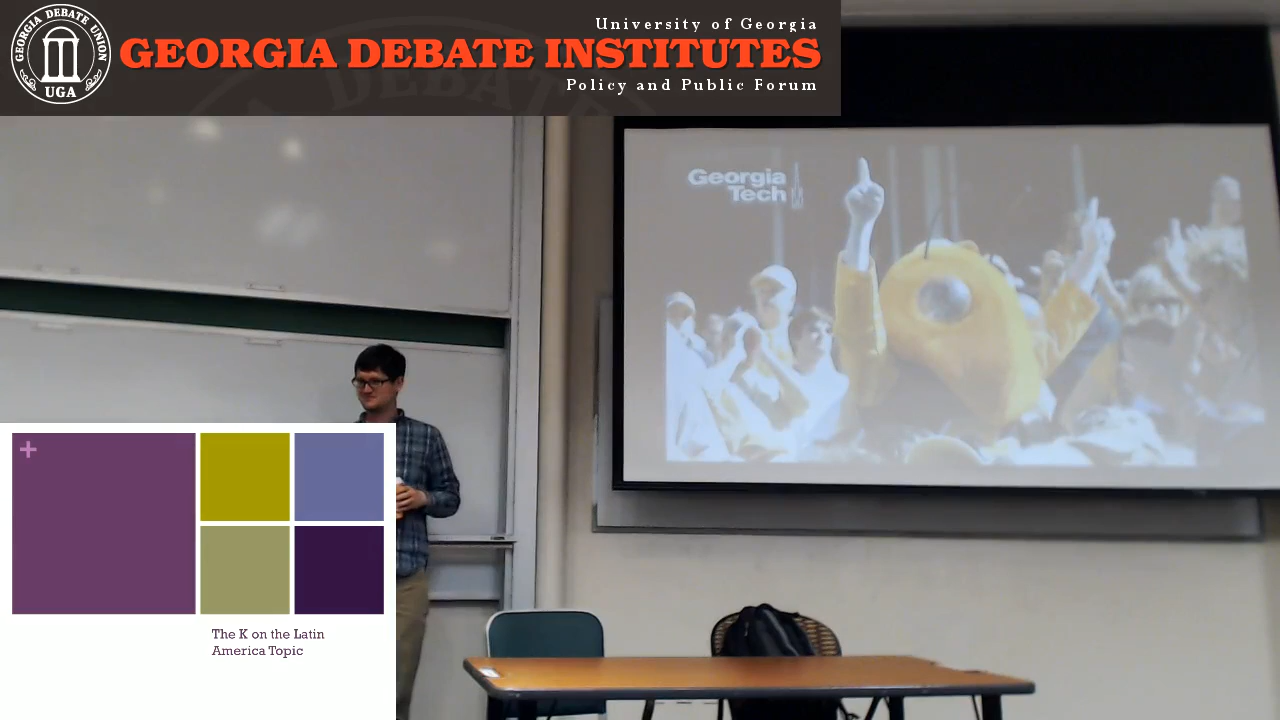 University of Georgia
GEORGIA DEBATE INSTITUTES
Policy and Public Forum
GEORGIA DEBATE UNION
UGA
DEBATE
Georgia
Tech
+
The K on the Latin
America Topic